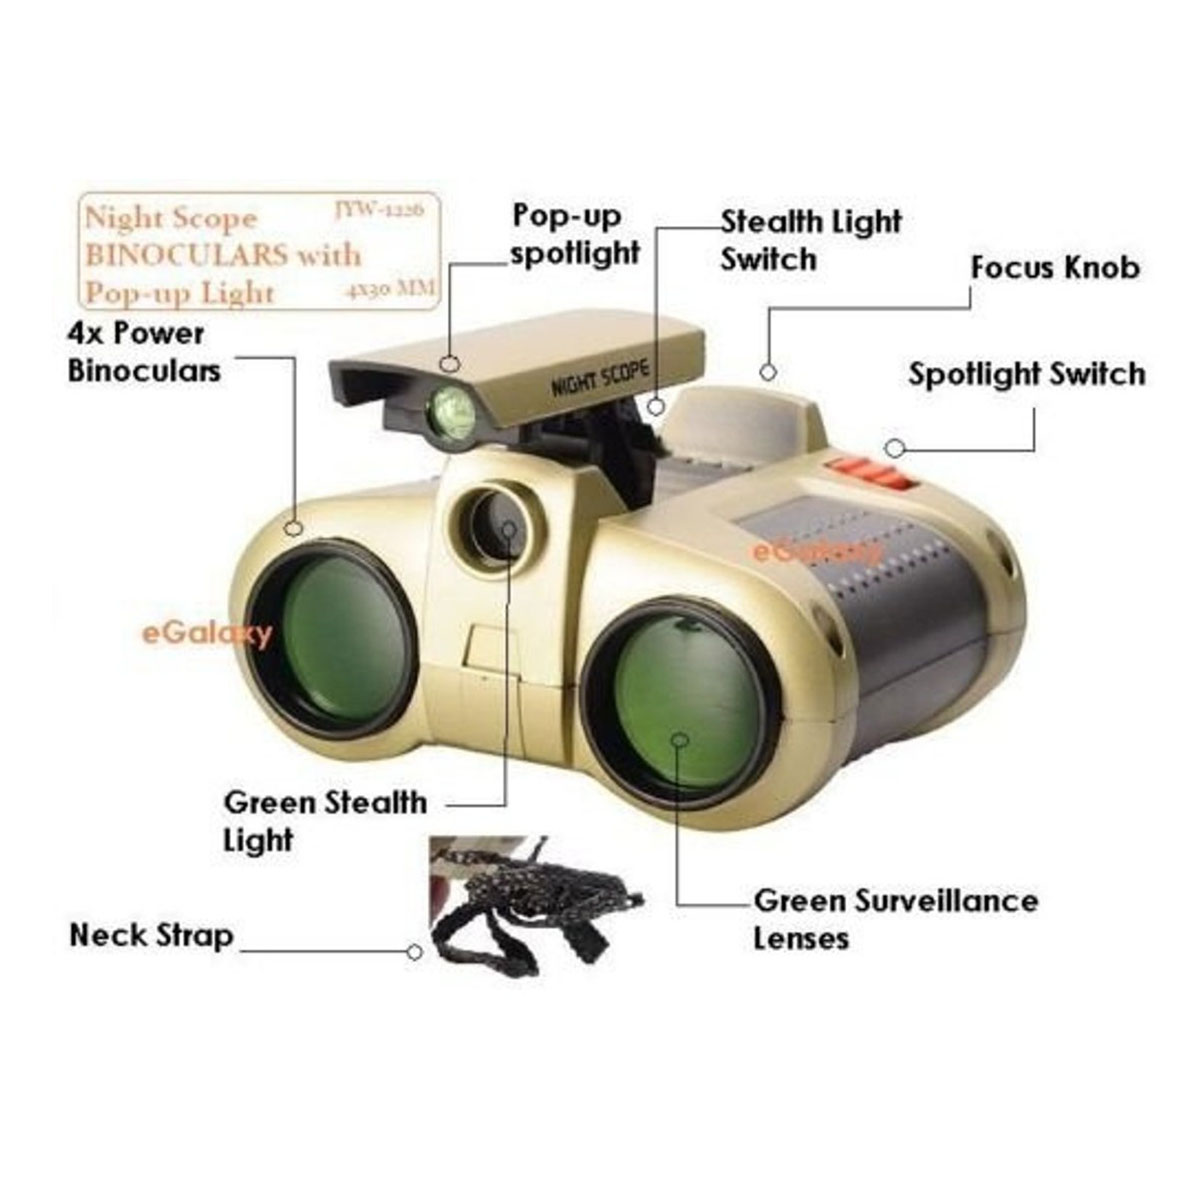 Night Scope JYW-1226
BINOCULARS with
Pop-up Light 4x30 MM
Pop-up
spotlight
Stealth Light
Switch
Focus Knob
4x Power
Binoculars
Spotlight Switch
NIGHT SCOPE
eGalaxy
eGalaxy
Green Stealth
Light
Green Surveillance
Lenses
Neck Strap